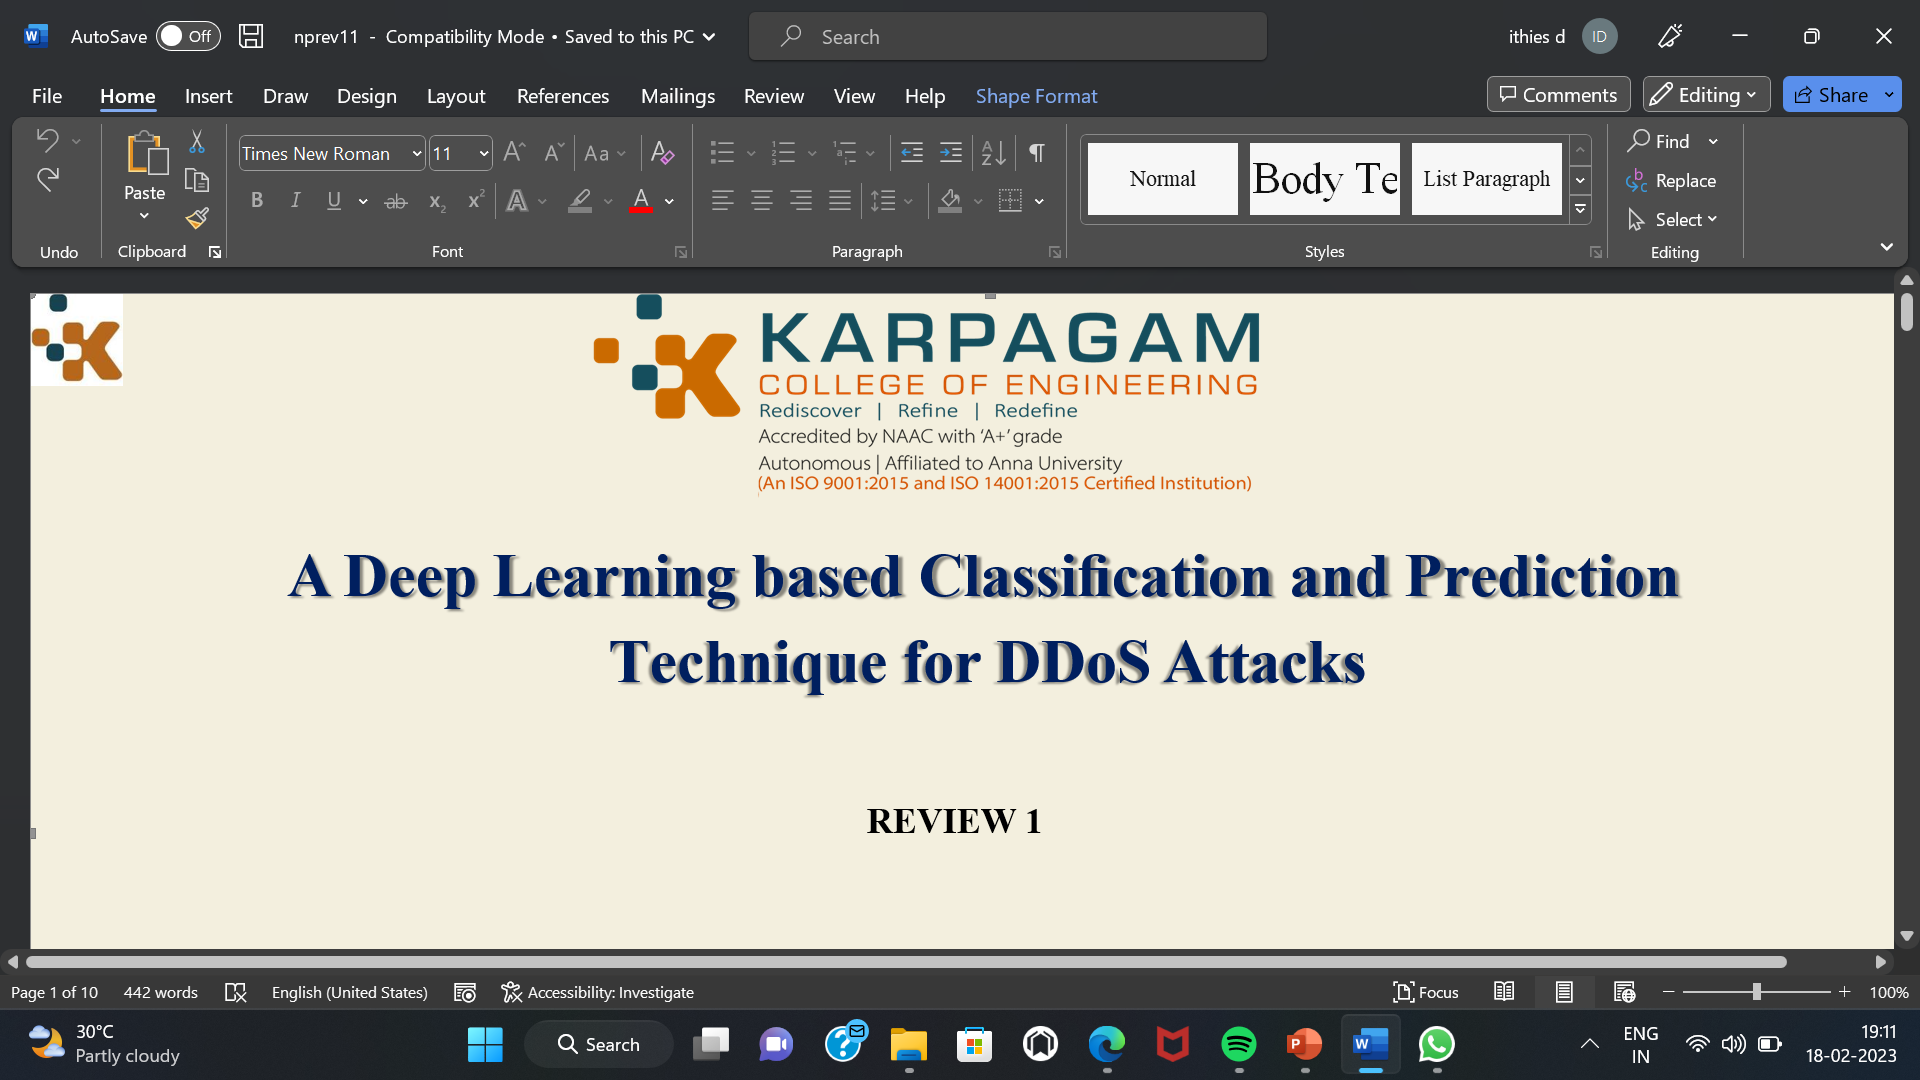 AutoSave Off nprev11 - Compatibility Mode • Saved to this PC Search ithies d ID
File Home Insert Draw Design Layout References Mailings Review View Help Shape Format Comments Editing Share
Paste
Times New Roman 11
Normal
Body Te
List Paragraph
Find
Replace
Select
Undo Clipboard Font Paragraph Styles Editing
KARPAGAM
COLLEGE OF ENGINEERING
Rediscover | Refine | Redefine
Accredited by NAAC with ‘A+’ grade
Autonomous | Affiliated to Anna University
(An ISO 9001:2015 and ISO 14001:2015 Certified Institution)
A Deep Learning based Classification and Prediction
Technique for DDoS Attacks
REVIEW 1
Page 1 of 10 442 words English (United States) Accessibility: Investigate Focus 100%
30°C
Partly cloudy
Search
ENG
IN
19:11
18-02-2023